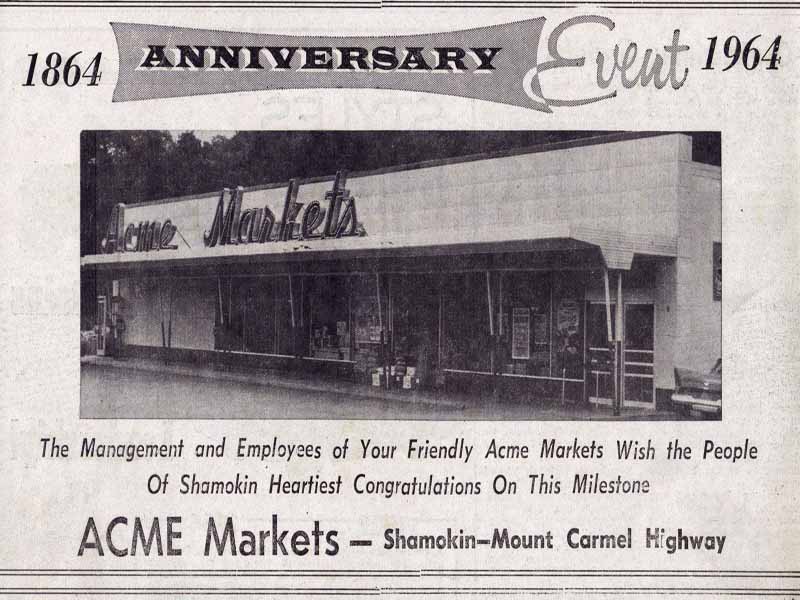 1864 ANNIVERSARY Event 1964
Acme Markets
The Management and Employees of Your Friendly Acme Markets Wish the People
Of Shamokin Heartiest Congratulations On This Milestone
ACME Markets — Shamokin—Mount Carmel Highway